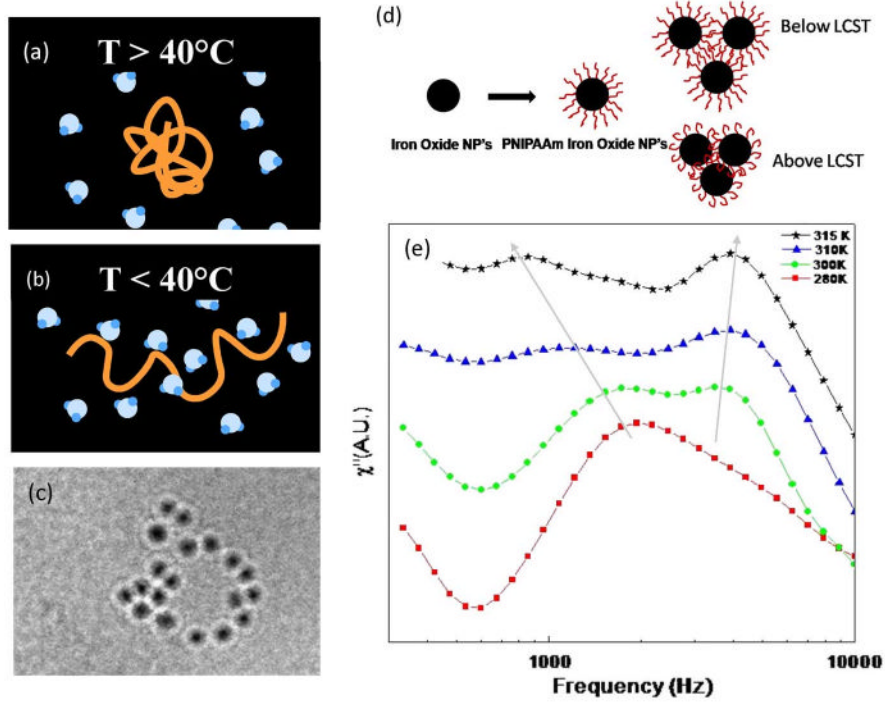 (a)
T > 40°C
(b)
T < 40°C
(c)
(d)
Below LCST
Iron Oxide NP's
PNIPAAm Iron Oxide NP's
Above LCST
(e)
315 K
310K
300K
280K
χ"(A.U.)
1000
10000
Frequency (Hz)